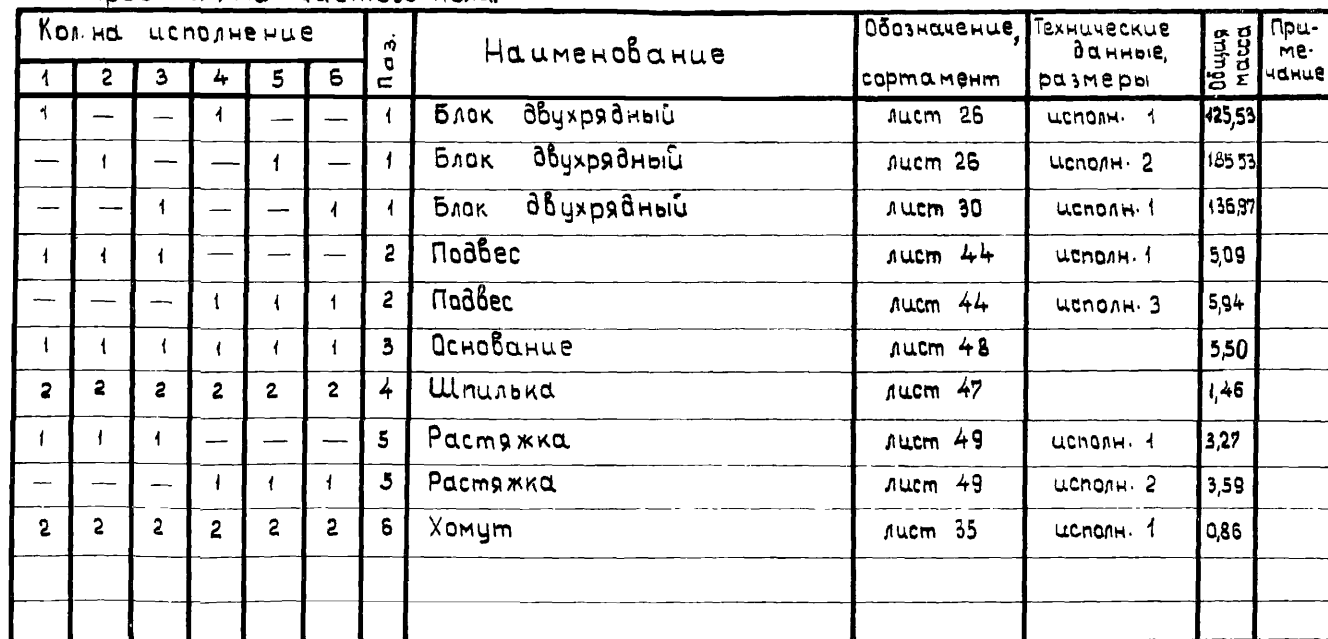 Кол. на исполнение Поз. Наименование Обозначение, сортамент Технические данные, размеры Общая масса Примечание
1 2 3 4 5 6
1 — — 1 — — 1 Блок двухрядный лист 26 исполн. 1 125,53
— 1 — — 1 — 1 Блок двухрядный лист 26 исполн. 2 185 53
— — 1 — — 1 1 Блок двухрядный лист 30 исполн. 1 136,97
1 1 1 — — — 2 Подвес лист 44 исполн. 1 5,09
— — — 1 1 1 2 Подвес лист 44 исполн. 3 5,94
1 1 1 1 1 1 3 Основание лист 48 5,50
2 2 2 2 2 2 4 Шпилька лист 47 1,46
1 1 1 — — — 5 Растяжка лист 49 исполн. 1 3,27
— — — 1 1 1 5 Растяжка лист 49 исполн. 2 3,59
2 2 2 2 2 2 6 Хомут лист 35 исполн. 1 0,86